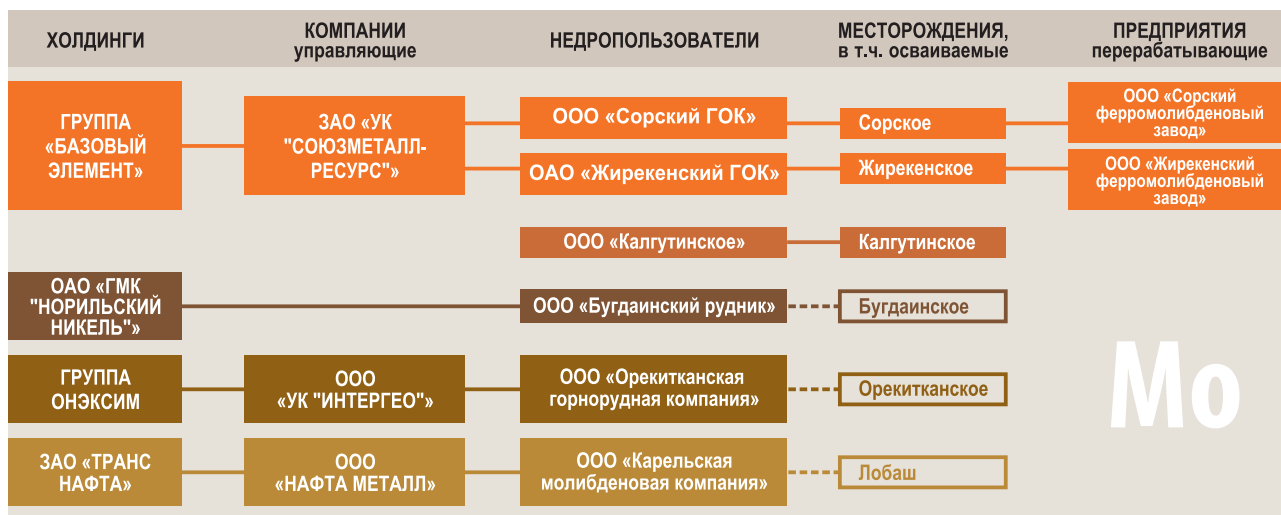 ХОЛДИНГИ
КОМПАНИИ
управляющие
НЕДРОПОЛЬЗОВАТЕЛИ
МЕСТОРОЖДЕНИЯ,
в т.ч. осваиваемые
ПРЕДПРИЯТИЯ
перерабатывающие
ГРУППА
«БАЗОВЫЙ
ЭЛЕМЕНТ»
ЗАО «УК
"СОЮЗМЕТАЛЛ-
РЕСУРС"»
ООО «Сорский ГОК»
Сорское
ООО «Сорский
ферромолибденовый
завод»
ОАО «Жирекенский ГОК»
Жирекенское
ООО «Жирекенский
ферромолибденовый
завод»
ООО «Калгутинское»
Калгутинское
ОАО «ГМК
"НОРИЛЬСКИЙ
НИКЕЛЬ"»
ООО «Бугдаинский рудник»
Бугдаинское
ГРУППА
ОНЭКСИМ
ООО
«УК "ИНТЕРГЕО"»
ООО «Орекитканская
горнорудная компания»
Орекитканское
ЗАО «ТРАНС
НАФТА»
ООО
«НАФТА МЕТАЛЛ»
ООО «Карельская
молибденовая компания»
Лобаш
Mo